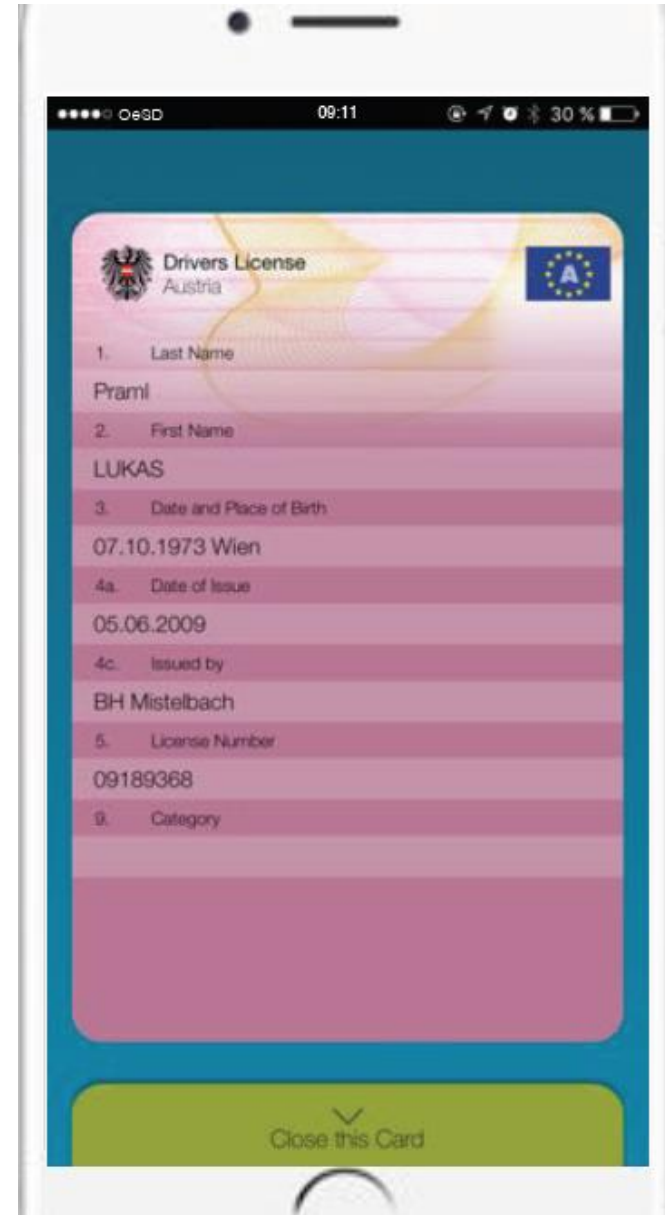 OeSD 09:11 30 %
Drivers License
Austria
A
1. Last Name
Praml
2. First Name
LUKAS
3. Date and Place of Birth
07.10.1973 Wien
4a. Date of Issue
05.06.2009
4c. Issued by
BH Mistelbach
5. License Number
09189368
9. Category
Close this Card